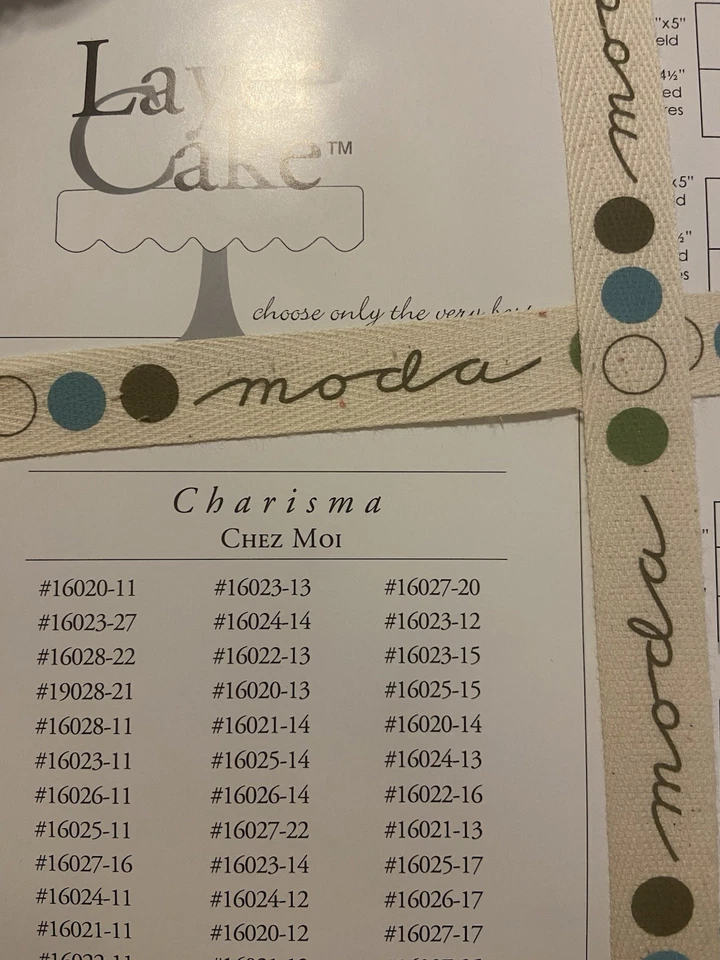 Lay
Cake™
choose only the very
moda
moda
Charisma
CHEZ MOI
#16020-11 #16023-13 #16027-20
#16023-27 #16024-14 #16023-12
#16028-22 #16022-13 #16023-15
#19028-21 #16020-13 #16025-15
#16028-11 #16021-14 #16020-14
#16023-11 #16025-14 #16024-13
#16026-11 #16026-14 #16022-16
#16025-11 #16027-22 #16021-13
#16027-16 #16023-14 #16025-17
#16024-11 #16024-12 #16026-17
#16021-11 #16020-12 #16027-17